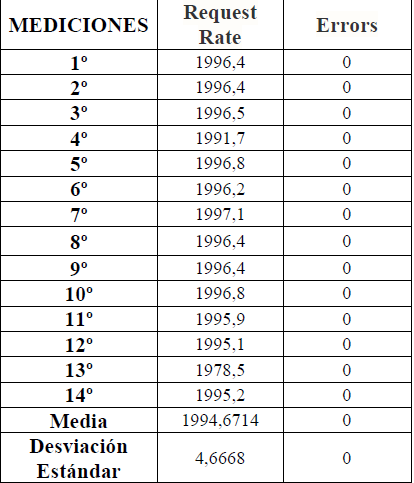 MEDICIONES Request Rate Errors
1º 1996,4 0
2º 1996,4 0
3º 1996,5 0
4º 1991,7 0
5º 1996,8 0
6º 1996,2 0
7º 1997,1 0
8º 1996,4 0
9º 1996,4 0
10º 1996,8 0
11º 1995,9 0
12º 1995,1 0
13º 1978,5 0
14º 1995,2 0
Media 1994,6714 0
Desviación Estándar 4,6668 0